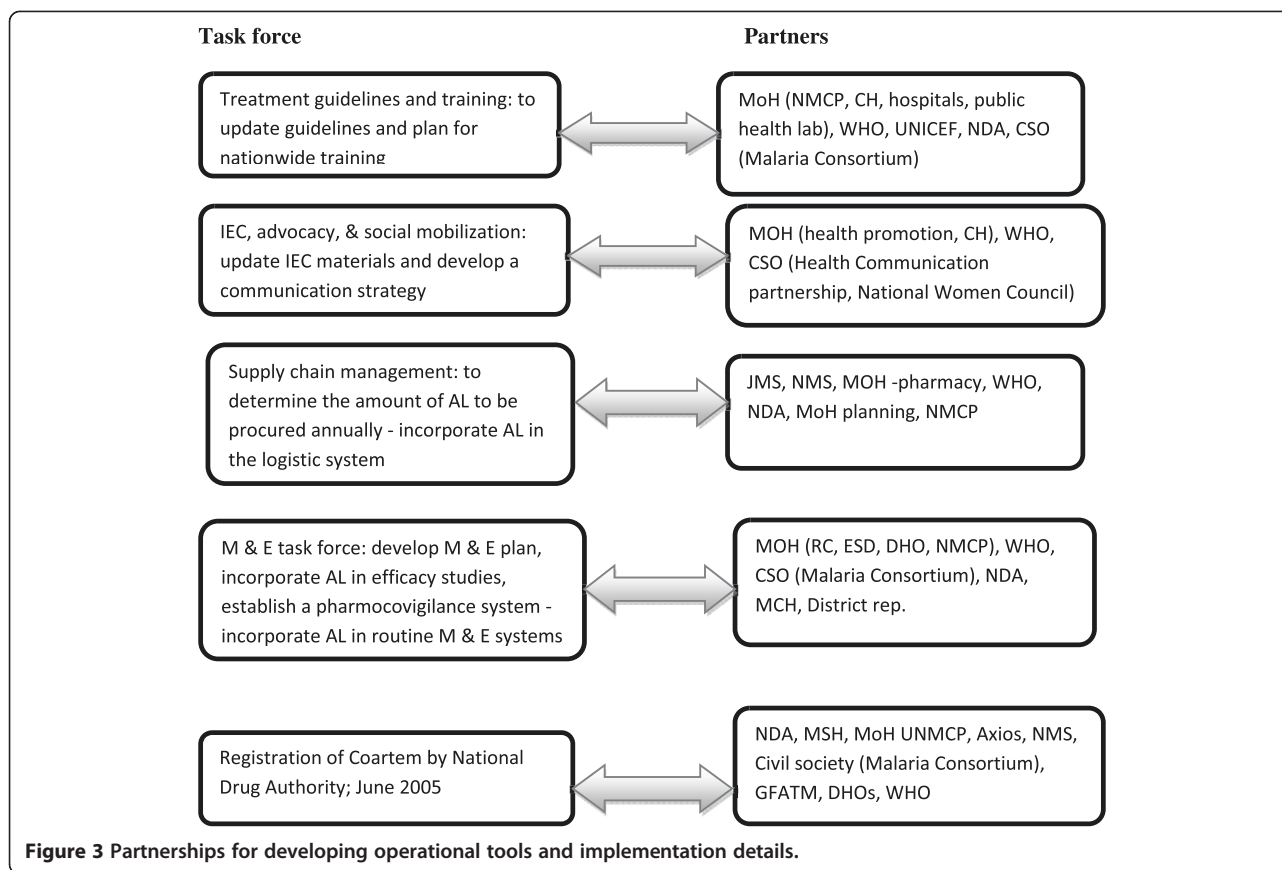 Task force
Partners
Treatment guidelines and training: to
update guidelines and plan for
nationwide training
MoH (NMCP, CH, hospitals, public
health lab), WHO, UNICEF, NDA, CSO
(Malaria Consortium)
IEC, advocacy, & social mobilization:
update IEC materials and develop a
communication strategy
MOH (health promotion, CH), WHO,
CSO (Health Communication
partnership, National Women Council)
Supply chain management: to
determine the amount of AL to be
procured annually - incorporate AL in
the logistic system
JMS, NMS, MOH -pharmacy, WHO,
NDA, MoH planning, NMCP
M & E task force: develop M & E plan,
incorporate AL in efficacy studies,
establish a pharmocovigilance system -
incorporate AL in routine M & E systems
MOH (RC, ESD, DHO, NMCP), WHO,
CSO (Malaria Consortium), NDA,
MCH, District rep.
Registration of Coartem by National
Drug Authority; June 2005
NDA, MSH, MoH UNMCP, Axios, NMS,
Civil society (Malaria Consortium),
GFATM, DHOs, WHO
Figure 3 Partnerships for developing operational tools and implementation details.